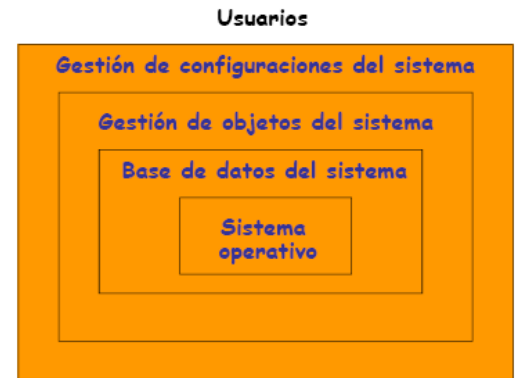 Usuarios
Gestión de configuraciones del sistema
Gestión de objetos del sistema
Base de datos del sistema
Sistema
operativo